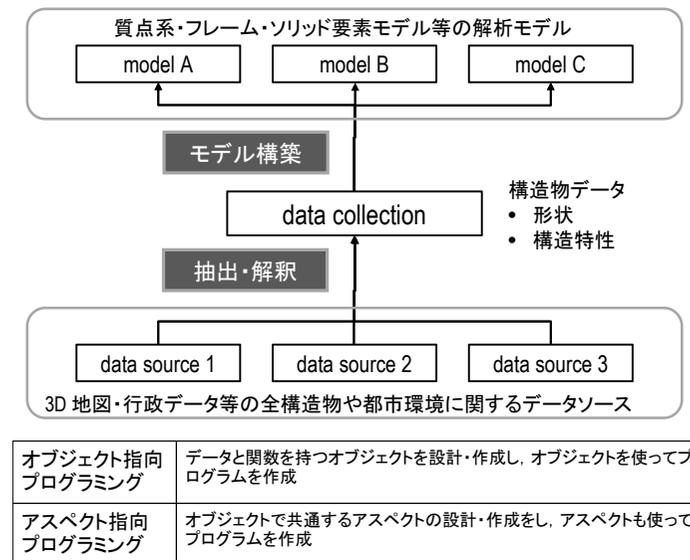 質点系・フレーム・ソリッド要素モデル等の解析モデル
model A
model B
model C
モデル構築
data collection
構造物データ
• 形状
• 構造特性
抽出・解釈
data source 1
data source 2
data source 3
3D 地図・行政データ等の全構造物や都市環境に関するデータソース
オブジェクト指向
プログラミング
データと関数を持つオブジェクトを設計・作成し，オブジェクトを使ってプ
ログラムを作成
アスペクト指向
プログラミング
オブジェクトで共通するアスペクトの設計・作成をし，アスペクトも使って
プログラムを作成